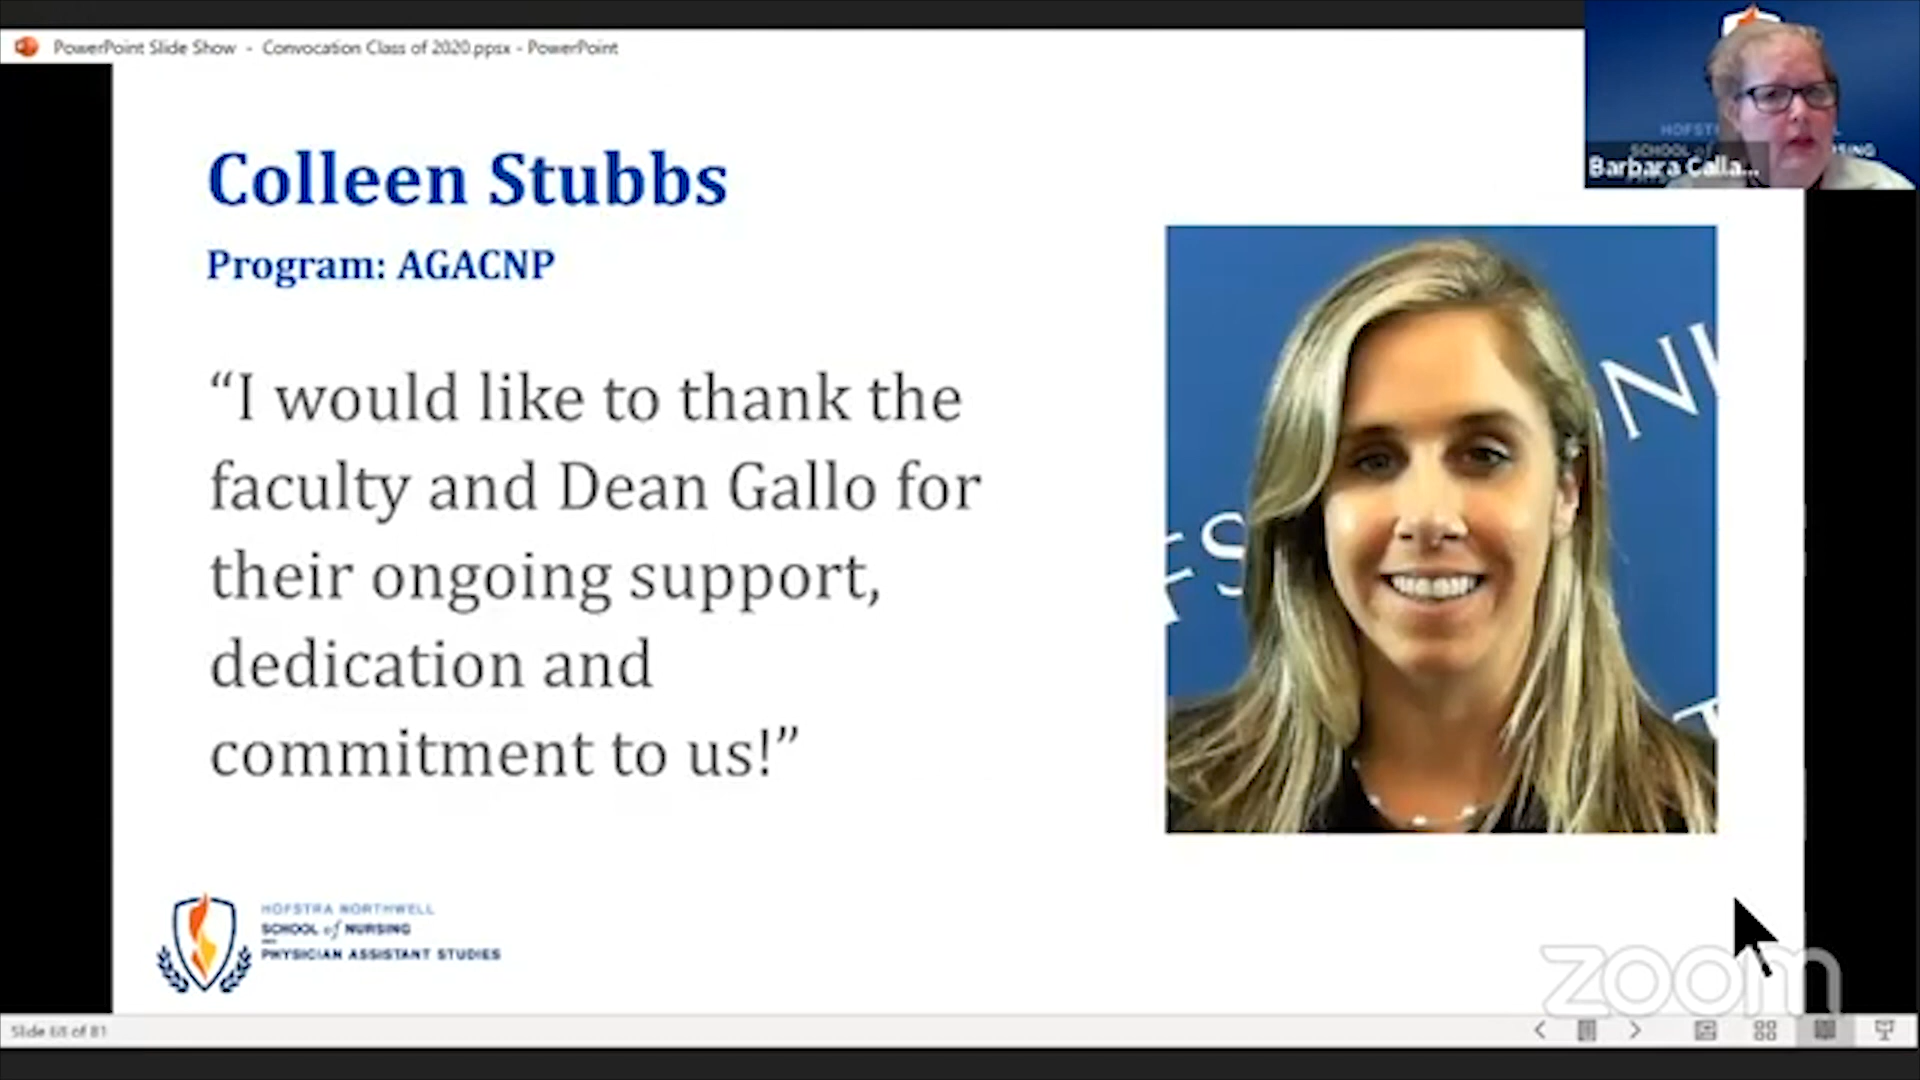 PowerPoint Slide Show - Convocation Class of 2020.ppsx - PowerPoint
Barbara Calla...
Colleen Stubbs
Program: AGACNP
“I would like to thank the
faculty and Dean Gallo for
their ongoing support,
dedication and
commitment to us!”
NI
FS
HOFSTRA NORTHWELL
SCHOOL of NURSING
AND
PHYSICIAN ASSISTANT STUDIES
zoom
Slide 68 of 81